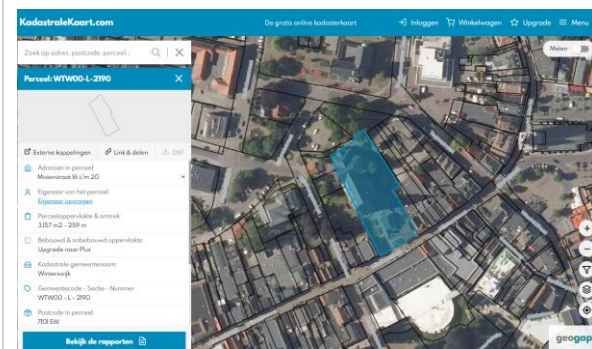 KadastraleKaart.com
De gratis online kadasterkaart
Inloggen
Winkelwagen
Upgrade
Menu
Zoek op adres, postcode, perceel...
Meten
Perceel: WTW00-L-2190
Externe koppelingen
Link & delen
DXF
Adressen in perceel
Misterstraat 16 t/m 20
Eigenaar van het perceel
Eigenaar opvragen
Perceeloppervlakte & omtrek:
3.157 m2 - 259 m
Bebouwd & onbebouwd oppervlakte:
Upgrade naar Plus
Kadastrale gemeentenaam:
Winterswijk
Gemeentecode - Sectie - Nummer
WTW00 - L - 2190
Postcode in perceel
7101 EW
Bekijk de rapporten
geogap